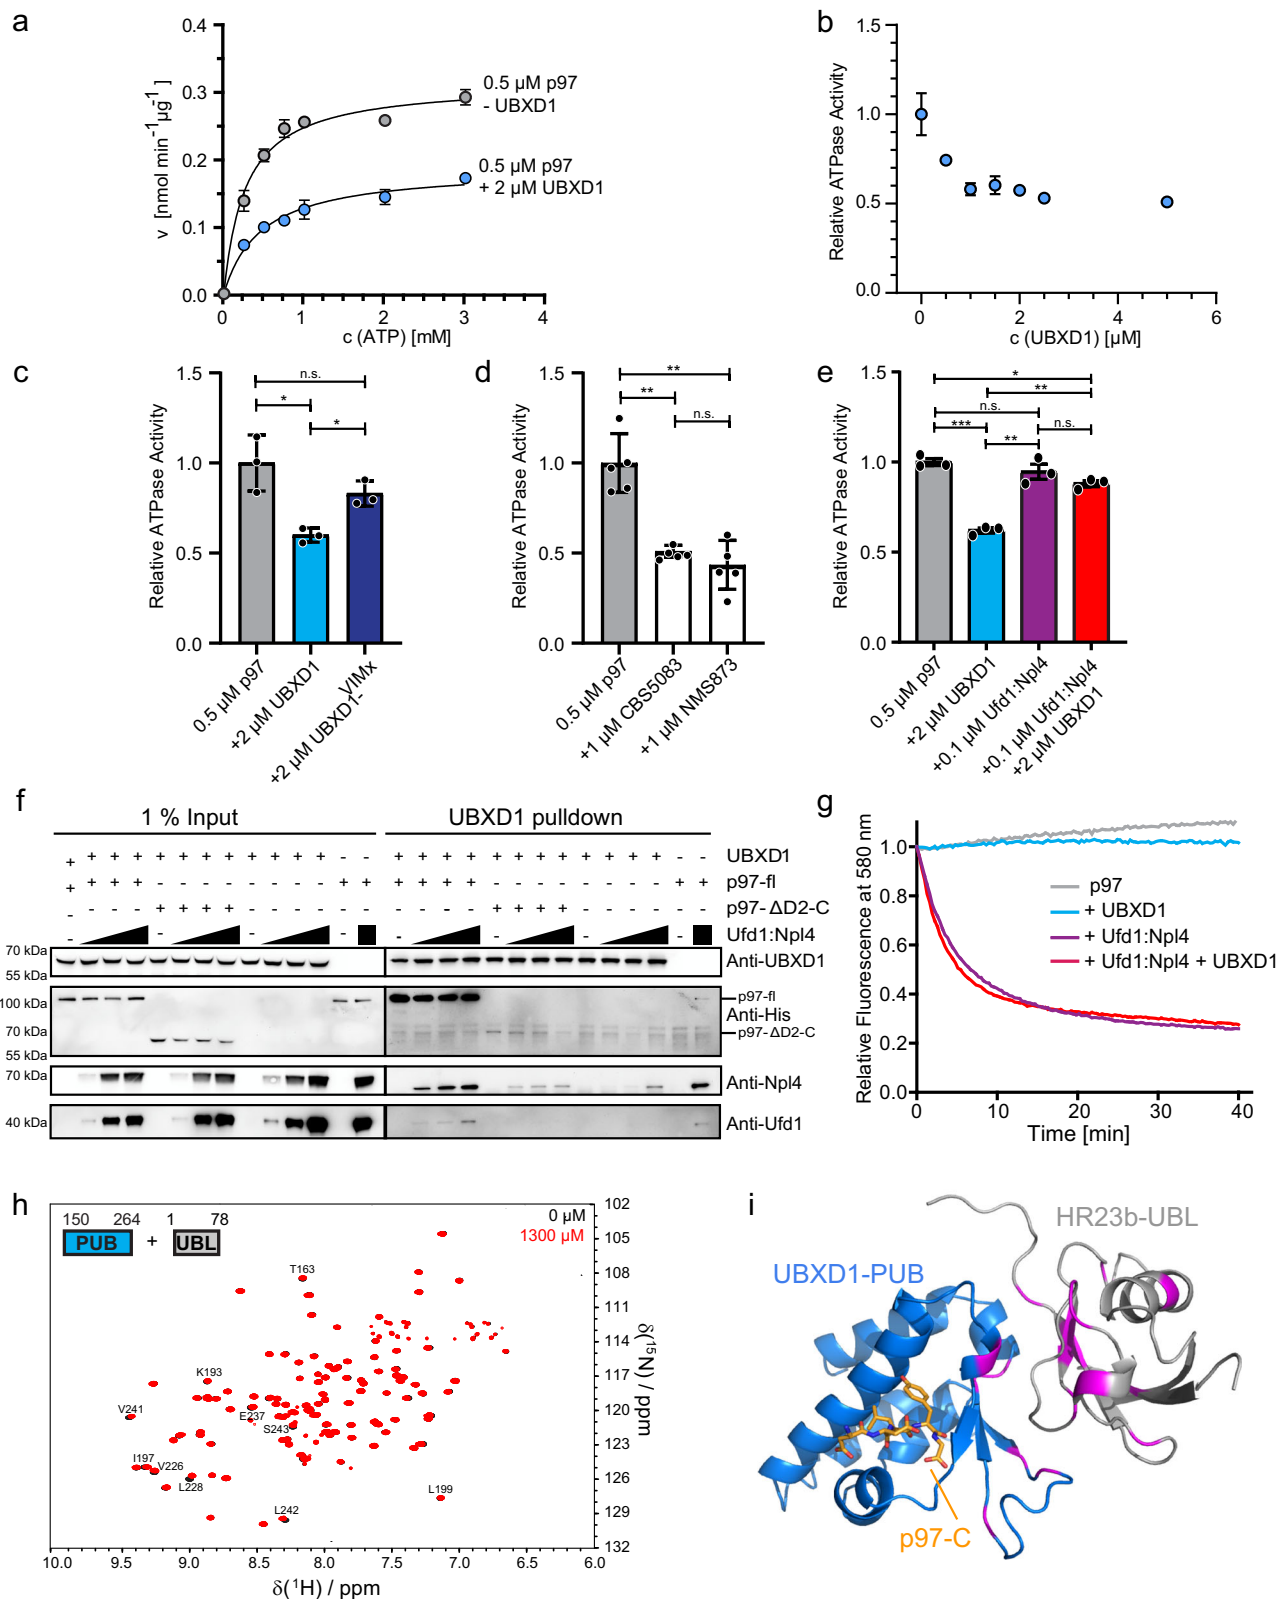 a
0.4
0.3
0.2
0.1
0.0
v [nmol min⁻¹µg⁻¹]
0.5 µM p97
- UBXD1
0.5 µM p97
+ 2 µM UBXD1
0 1 2 3 4
c (ATP) [mM]
b
1.5
1.0
0.5
0.0
Relative ATPase Activity
0 2 4 6
c (UBXD1) [µM]
c
1.5
1.0
0.5
0.0
Relative ATPase Activity
n.s.
*
*
0.5 µM p97
+2 µM UBXD1
+2 µM UBXD1-VIMx
d
1.5
1.0
0.5
0.0
Relative ATPase Activity
**
**
n.s.
0.5 µM p97
+1 µM CBS5083
+1 µM NMS873
e
1.5
1.0
0.5
0.0
Relative ATPase Activity
*
**
n.s.
***
n.s.
**
0.5 µM p97
+2 µM UBXD1
+0.1 µM Ufd1:Npl4
+0.1 µM Ufd1:Npl4
+2 µM UBXD1
f
1 % Input UBXD1 pulldown
+ + + + + + + + + + + + - - + + + + + + + + + + + + - - UBXD1
+ + + + - - - - - - - - + + + + + + - - - - - - - - + + p97-fl
- - - - + + + + - - - - - - - - - - + + + + - - - - - - p97-ΔD2-C
- - - - - - - - Ufd1:Npl4
70 kDa
55 kDa
Anti-UBXD1
100 kDa
70 kDa
55 kDa
p97-fl
Anti-His
p97-ΔD2-C
70 kDa
Anti-Npl4
40 kDa
Anti-Ufd1
g
1.0
0.8
0.6
0.4
0.2
0.0
Relative Fluorescence at 580 nm
p97
+ UBXD1
+ Ufd1:Npl4
+ Ufd1:Npl4 + UBXD1
0 10 20 30 40
Time [min]
h
150 264 1 78
PUB + UBL
0 µM
1300 µM
T163
K193
V241
E237
S243
I197
V226
L228
L199
L242
102
105
108
111
114
117
120
123
126
129
132
δ(¹⁵N) / ppm
10.0 9.5 9.0 8.5 8.0 7.5 7.0 6.5 6.0
δ(¹H) / ppm
i
HR23b-UBL
UBXD1-PUB
p97-C